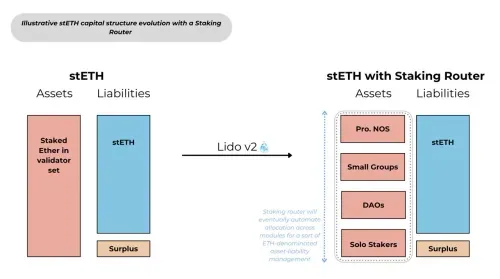 Illustrative stETH capital structure evolution with a Staking
Router
stETH
Assets
Liabilities
Staked
Ether in
validator
set
stETH
Surplus
Lido v2
stETH with Staking Router
Assets
Liabilities
Pro. NOS
Small Groups
DAOs
Solo Stakers
stETH
Surplus
Staking router will
eventually automate
allocation across
modules for a sort of
ETH-denominated
asset-liability
management